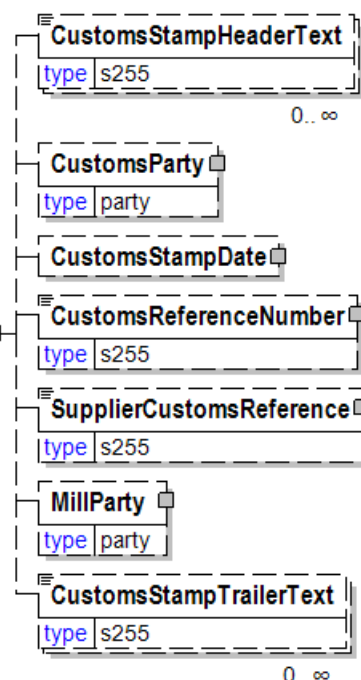 CustomsStampHeaderText
type s255
0.. ∞
CustomsParty
type party
CustomsStampDate
CustomsReferenceNumber
type s255
SupplierCustomsReference
type s255
MillParty
type party
CustomsStampTrailerText
type s255
0.. ∞